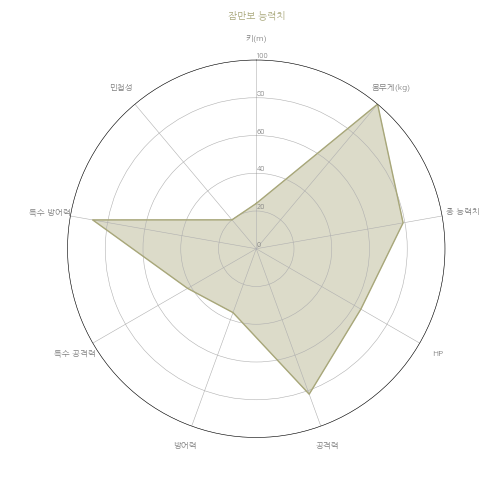 잠만보 능력치
키(m)
100
몸무게(kg)
80
민첩성
60
40
특수 방어력
20
총 능력치
0
특수 공격력
HP
방어력
공격력